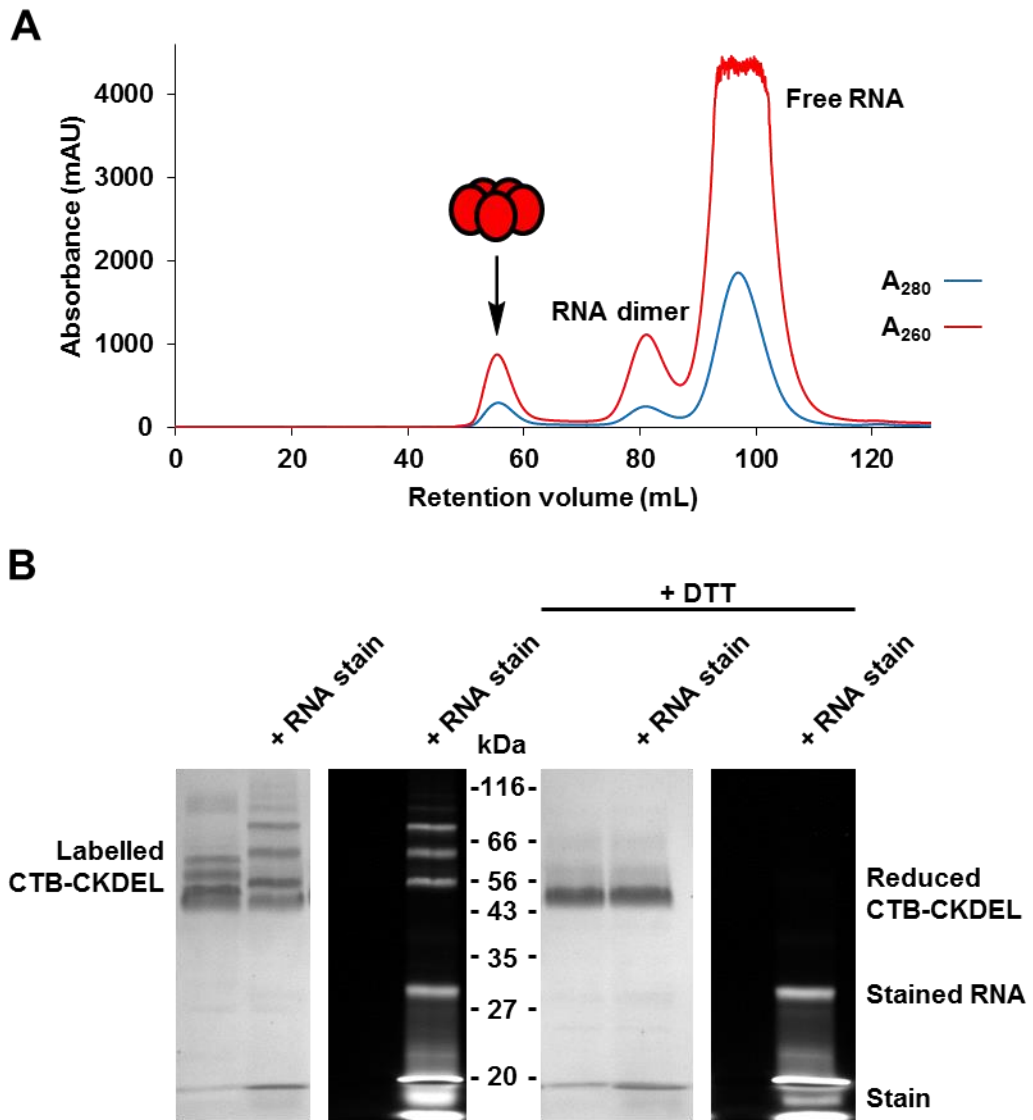 A
Absorbance (mAU)
4000
3000
2000
1000
0
Free RNA
RNA dimer
A280
A260
0 20 40 60 80 100 120
Retention volume (mL)
B
+ DTT
+ RNA stain
+ RNA stain
+ RNA stain
+ RNA stain
kDa
-116-
- 66 -
- 56 -
- 43 -
- 35 -
- 27 -
- 20 -
Labelled
CTB-CKDEL
Reduced
CTB-CKDEL
Stained RNA
Stain